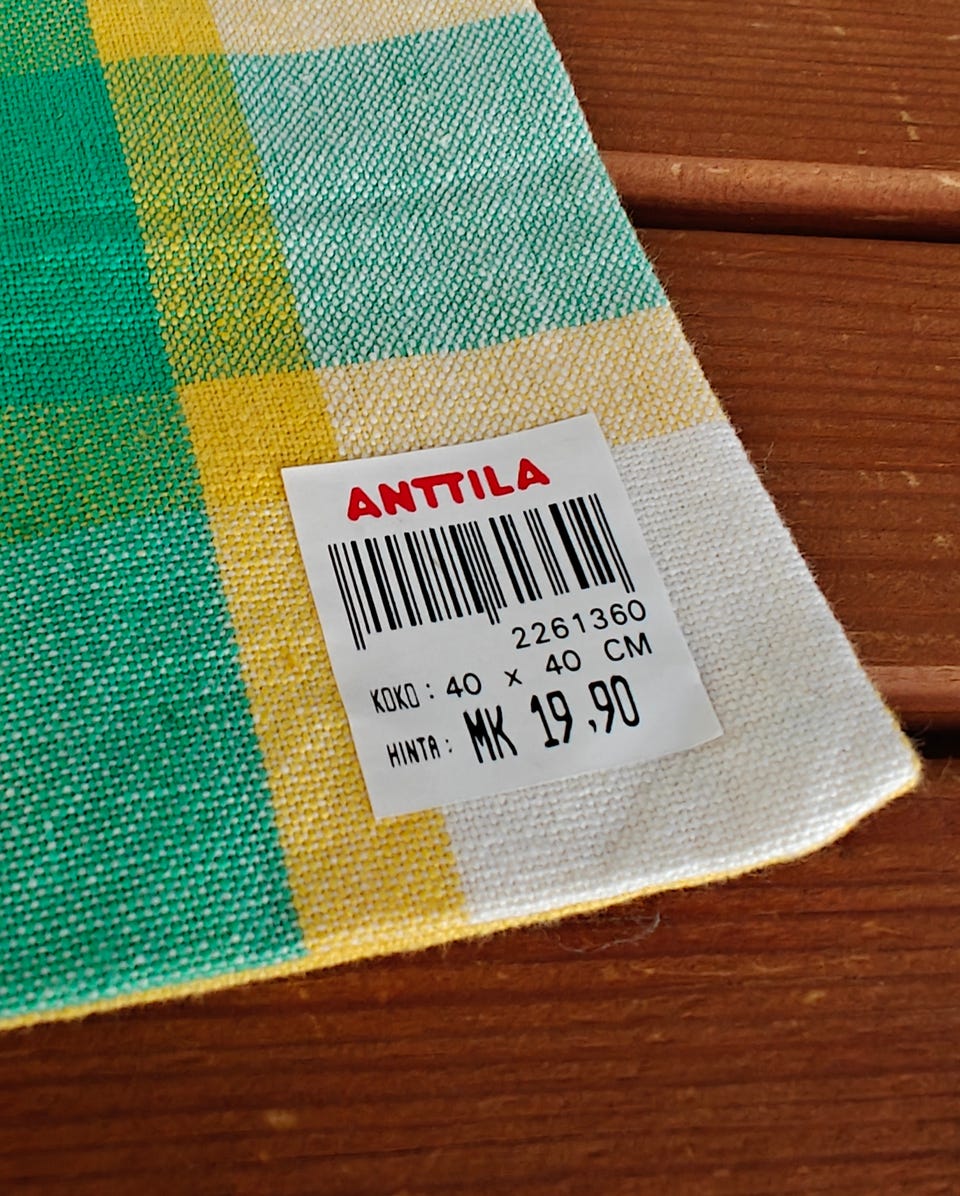 ANTTILA
2261360
KOKO: 40 x 40 CM
HINTA: MK 19,90